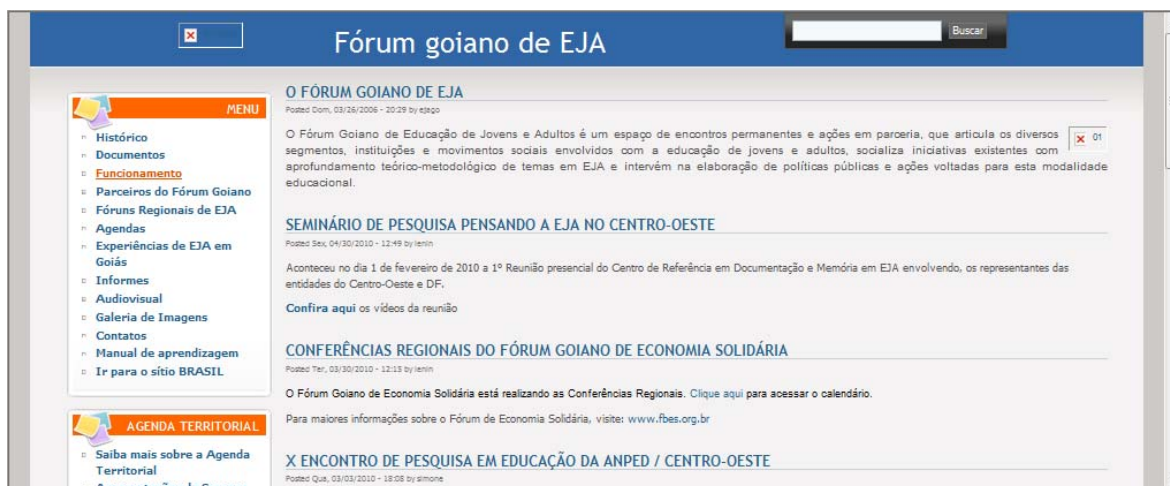 Fórum goiano de EJA
Buscar
MENU
Histórico
Documentos
Funcionamento
Parceiros do Fórum Goiano
Fóruns Regionais de EJA
Agendas
Experiências de EJA em
Goiás
Informes
Audiovisual
Galeria de Imagens
Contatos
Manual de aprendizagem
Ir para o sítio BRASIL
AGENDA TERRITORIAL
Saiba mais sobre a Agenda
Territorial
O FÓRUM GOIANO DE EJA
Posted Dom, 03/26/2006 - 20:29 by ejago
O Fórum Goiano de Educação de Jovens e Adultos é um espaço de encontros permanentes e ações em parceria, que articula os diversos
01
segmentos, instituições e movimentos sociais envolvidos com a educação de jovens e adultos, socializa iniciativas existentes com
aprofundamento teórico-metodológico de temas em EJA e intervém na elaboração de políticas públicas e ações voltadas para esta modalidade
educacional.
SEMINÁRIO DE PESQUISA PENSANDO A EJA NO CENTRO-OESTE
Posted Sex, 04/30/2010 - 12:49 by lenin
Aconteceu no dia 1 de fevereiro de 2010 a 1º Reunião presencial do Centro de Referência em Documentação e Memória em EJA envolvendo, os representantes das
entidades do Centro-Oeste e DF.
Confira aqui os vídeos da reunião
CONFERÊNCIAS REGIONAIS DO FÓRUM GOIANO DE ECONOMIA SOLIDÁRIA
Posted Ter, 03/30/2010 - 12:15 by lenin
O Fórum Goiano de Economia Solidária está realizando as Conferências Regionais. Clique aqui para acessar o calendário.
Para maiores informações sobre o Fórum de Economia Solidária, visite: www.fbes.org.br
X ENCONTRO DE PESQUISA EM EDUCAÇÃO DA ANPED / CENTRO-OESTE
Posted Qua, 03/03/2010 - 18:08 by simone